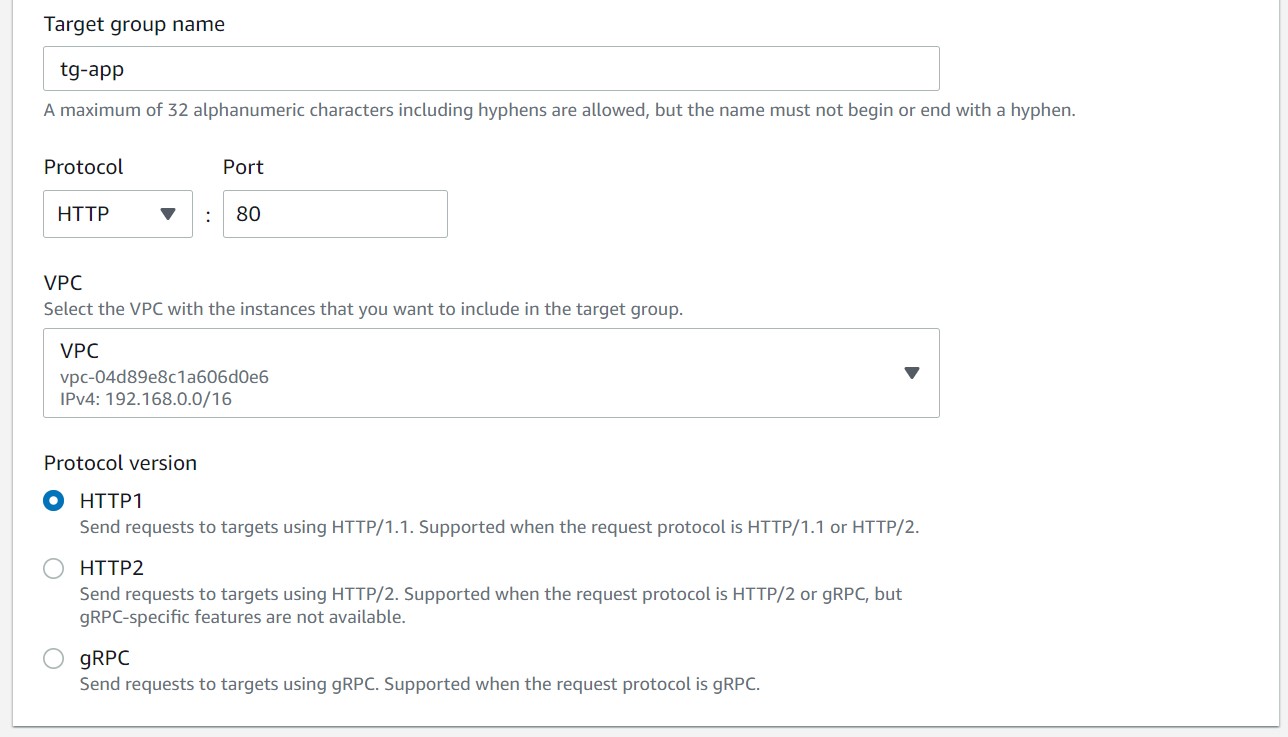 Target group name
tg-app
A maximum of 32 alphanumeric characters including hyphens are allowed, but the name must not begin or end with a hyphen.
Protocol Port
HTTP : 80
VPC
Select the VPC with the instances that you want to include in the target group.
VPC
vpc-04d89e8c1a606d0e6
IPv4: 192.168.0.0/16
Protocol version
HTTP1
Send requests to targets using HTTP/1.1. Supported when the request protocol is HTTP/1.1 or HTTP/2.
HTTP2
Send requests to targets using HTTP/2. Supported when the request protocol is HTTP/2 or gRPC, but
gRPC-specific features are not available.
gRPC
Send requests to targets using gRPC. Supported when the request protocol is gRPC.